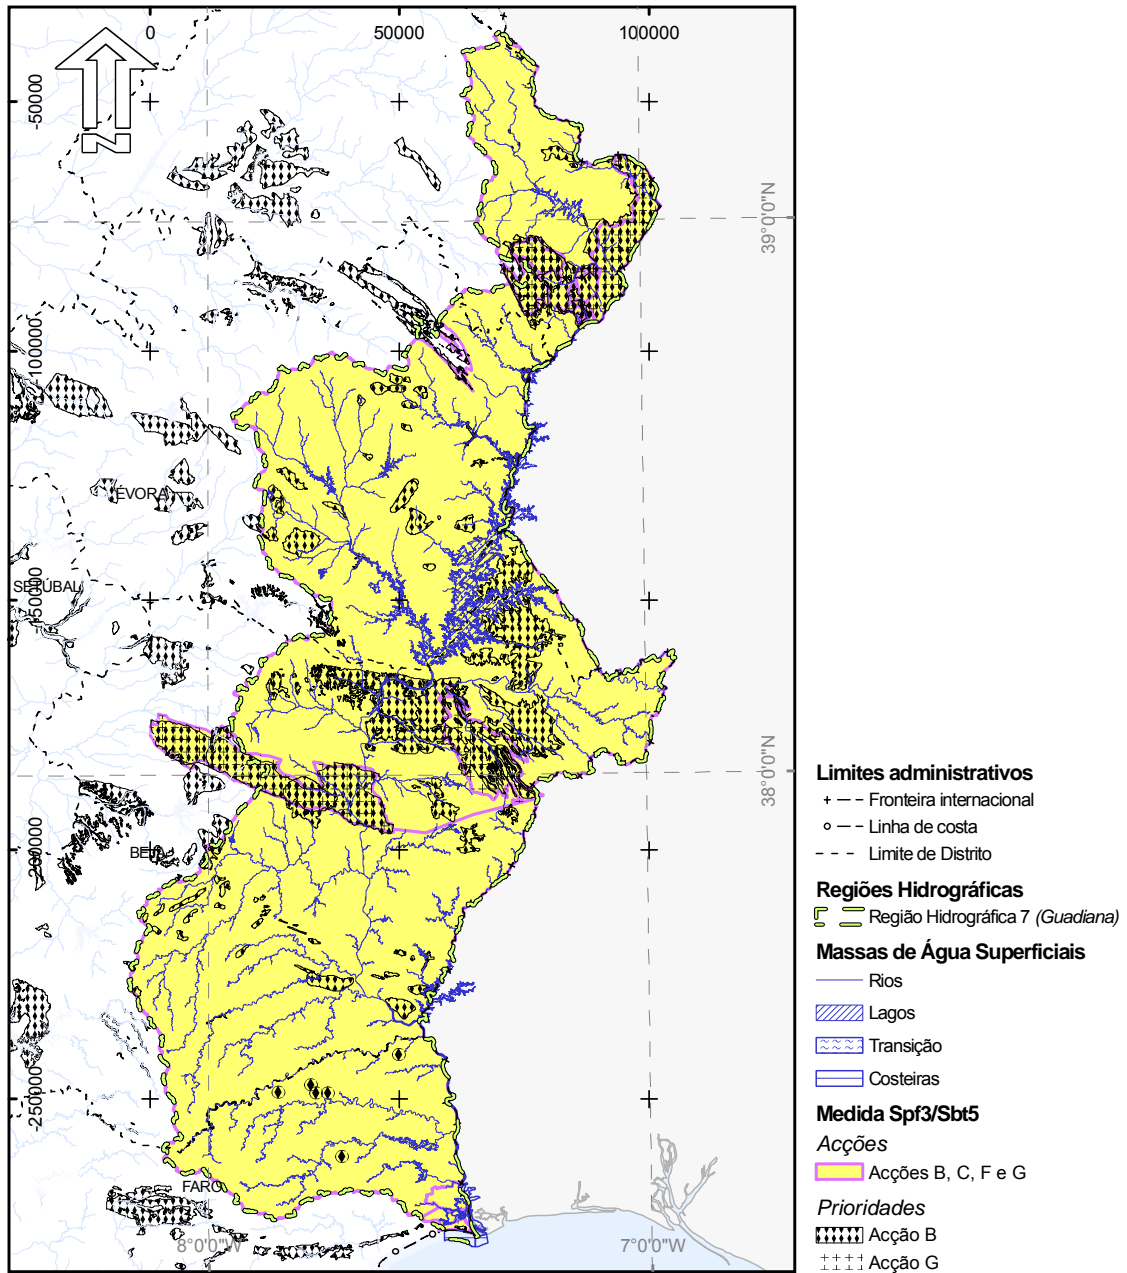 0 50000 100000
-50000
39°0'0"N
-100000
ÉVORA
SETÚBAL
-150000
38°0'0"N
-200000
BEJA
-250000
FARO
8°0'0"W 7°0'0"W
N
Limites administrativos
Fronteira internacional
Linha de costa
Limite de Distrito
Regiões Hidrográficas
Região Hidrográfica 7 (Guadiana)
Massas de Água Superficiais
Rios
Lagos
Transição
Costeiras
Medida Spf3/Sbt5
Acções
Acções B, C, F e G
Prioridades
Acção B
Acção G